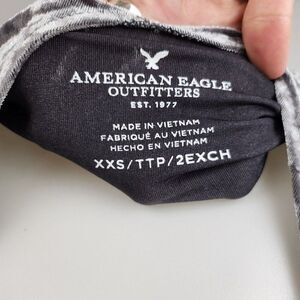 AMERICAN EAGLE
OUTFITTERS
EST. 1977
MADE IN VIETNAM
FABRIQUÉ AU VIETNAM
HECHO EN VIETNAM
XXS/TTP/2EXCH